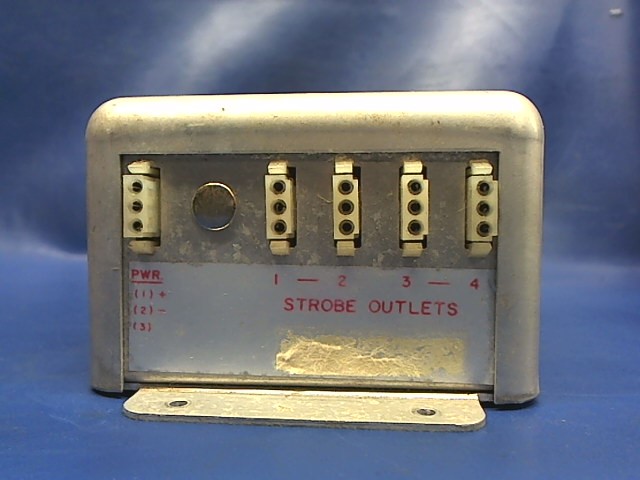 PWR.
(1) +
(2) -
(3)
1 — 2 3 — 4
STROBE OUTLETS